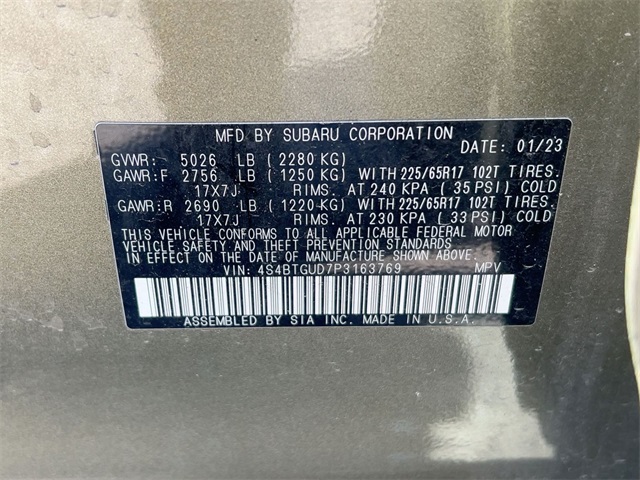 MFD BY SUBARU CORPORATION
DATE: 01/23
GVWR: 5026 LB (2280 KG)
GAWR:F 2756 LB (1250 KG) WITH 225/65R17 102T TIRES.
17X7J RIMS. AT 240 KPA (35 PSI) COLD
GAWR:R 2690 LB (1220 KG) WITH 225/65R17 102T TIRES.
17X7J RIMS. AT 230 KPA (33 PSI) COLD
THIS VEHICLE CONFORMS TO ALL APPLICABLE FEDERAL MOTOR
VEHICLE SAFETY AND THEFT PREVENTION STANDARDS
IN EFFECT ON THE DATE OF MANUFACTURE SHOWN ABOVE.
VIN: 4S4BTGUD7P3163769 MPV
ASSEMBLED BY SIA INC. MADE IN U.S.A.